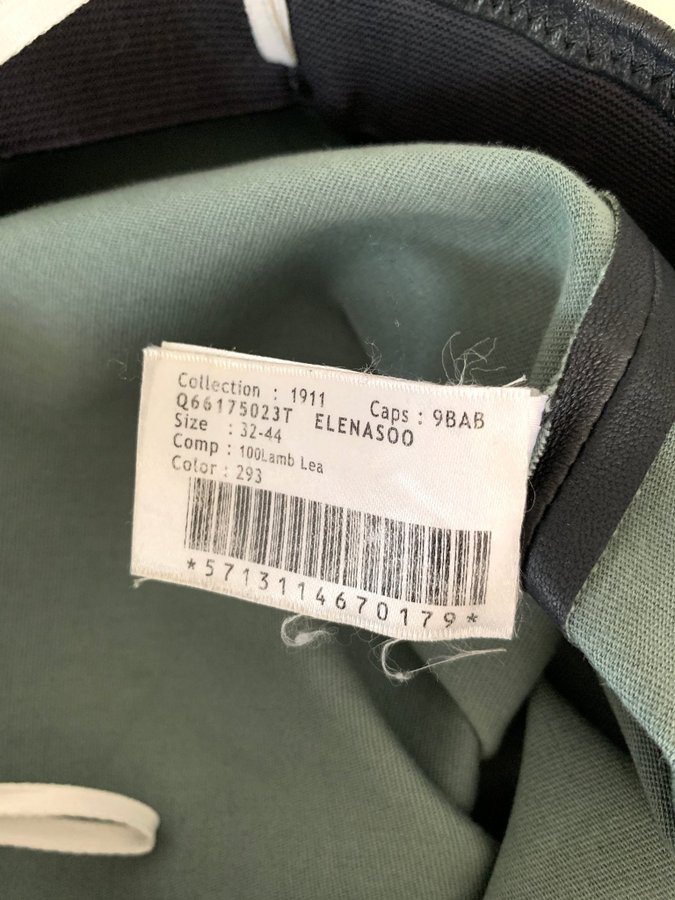 Collection : 1911 Caps : 9BAB
Q66175023T ELENASOO
Size : 32-44
Comp : 100Lamb Lea
Color : 293
*5713114670179*